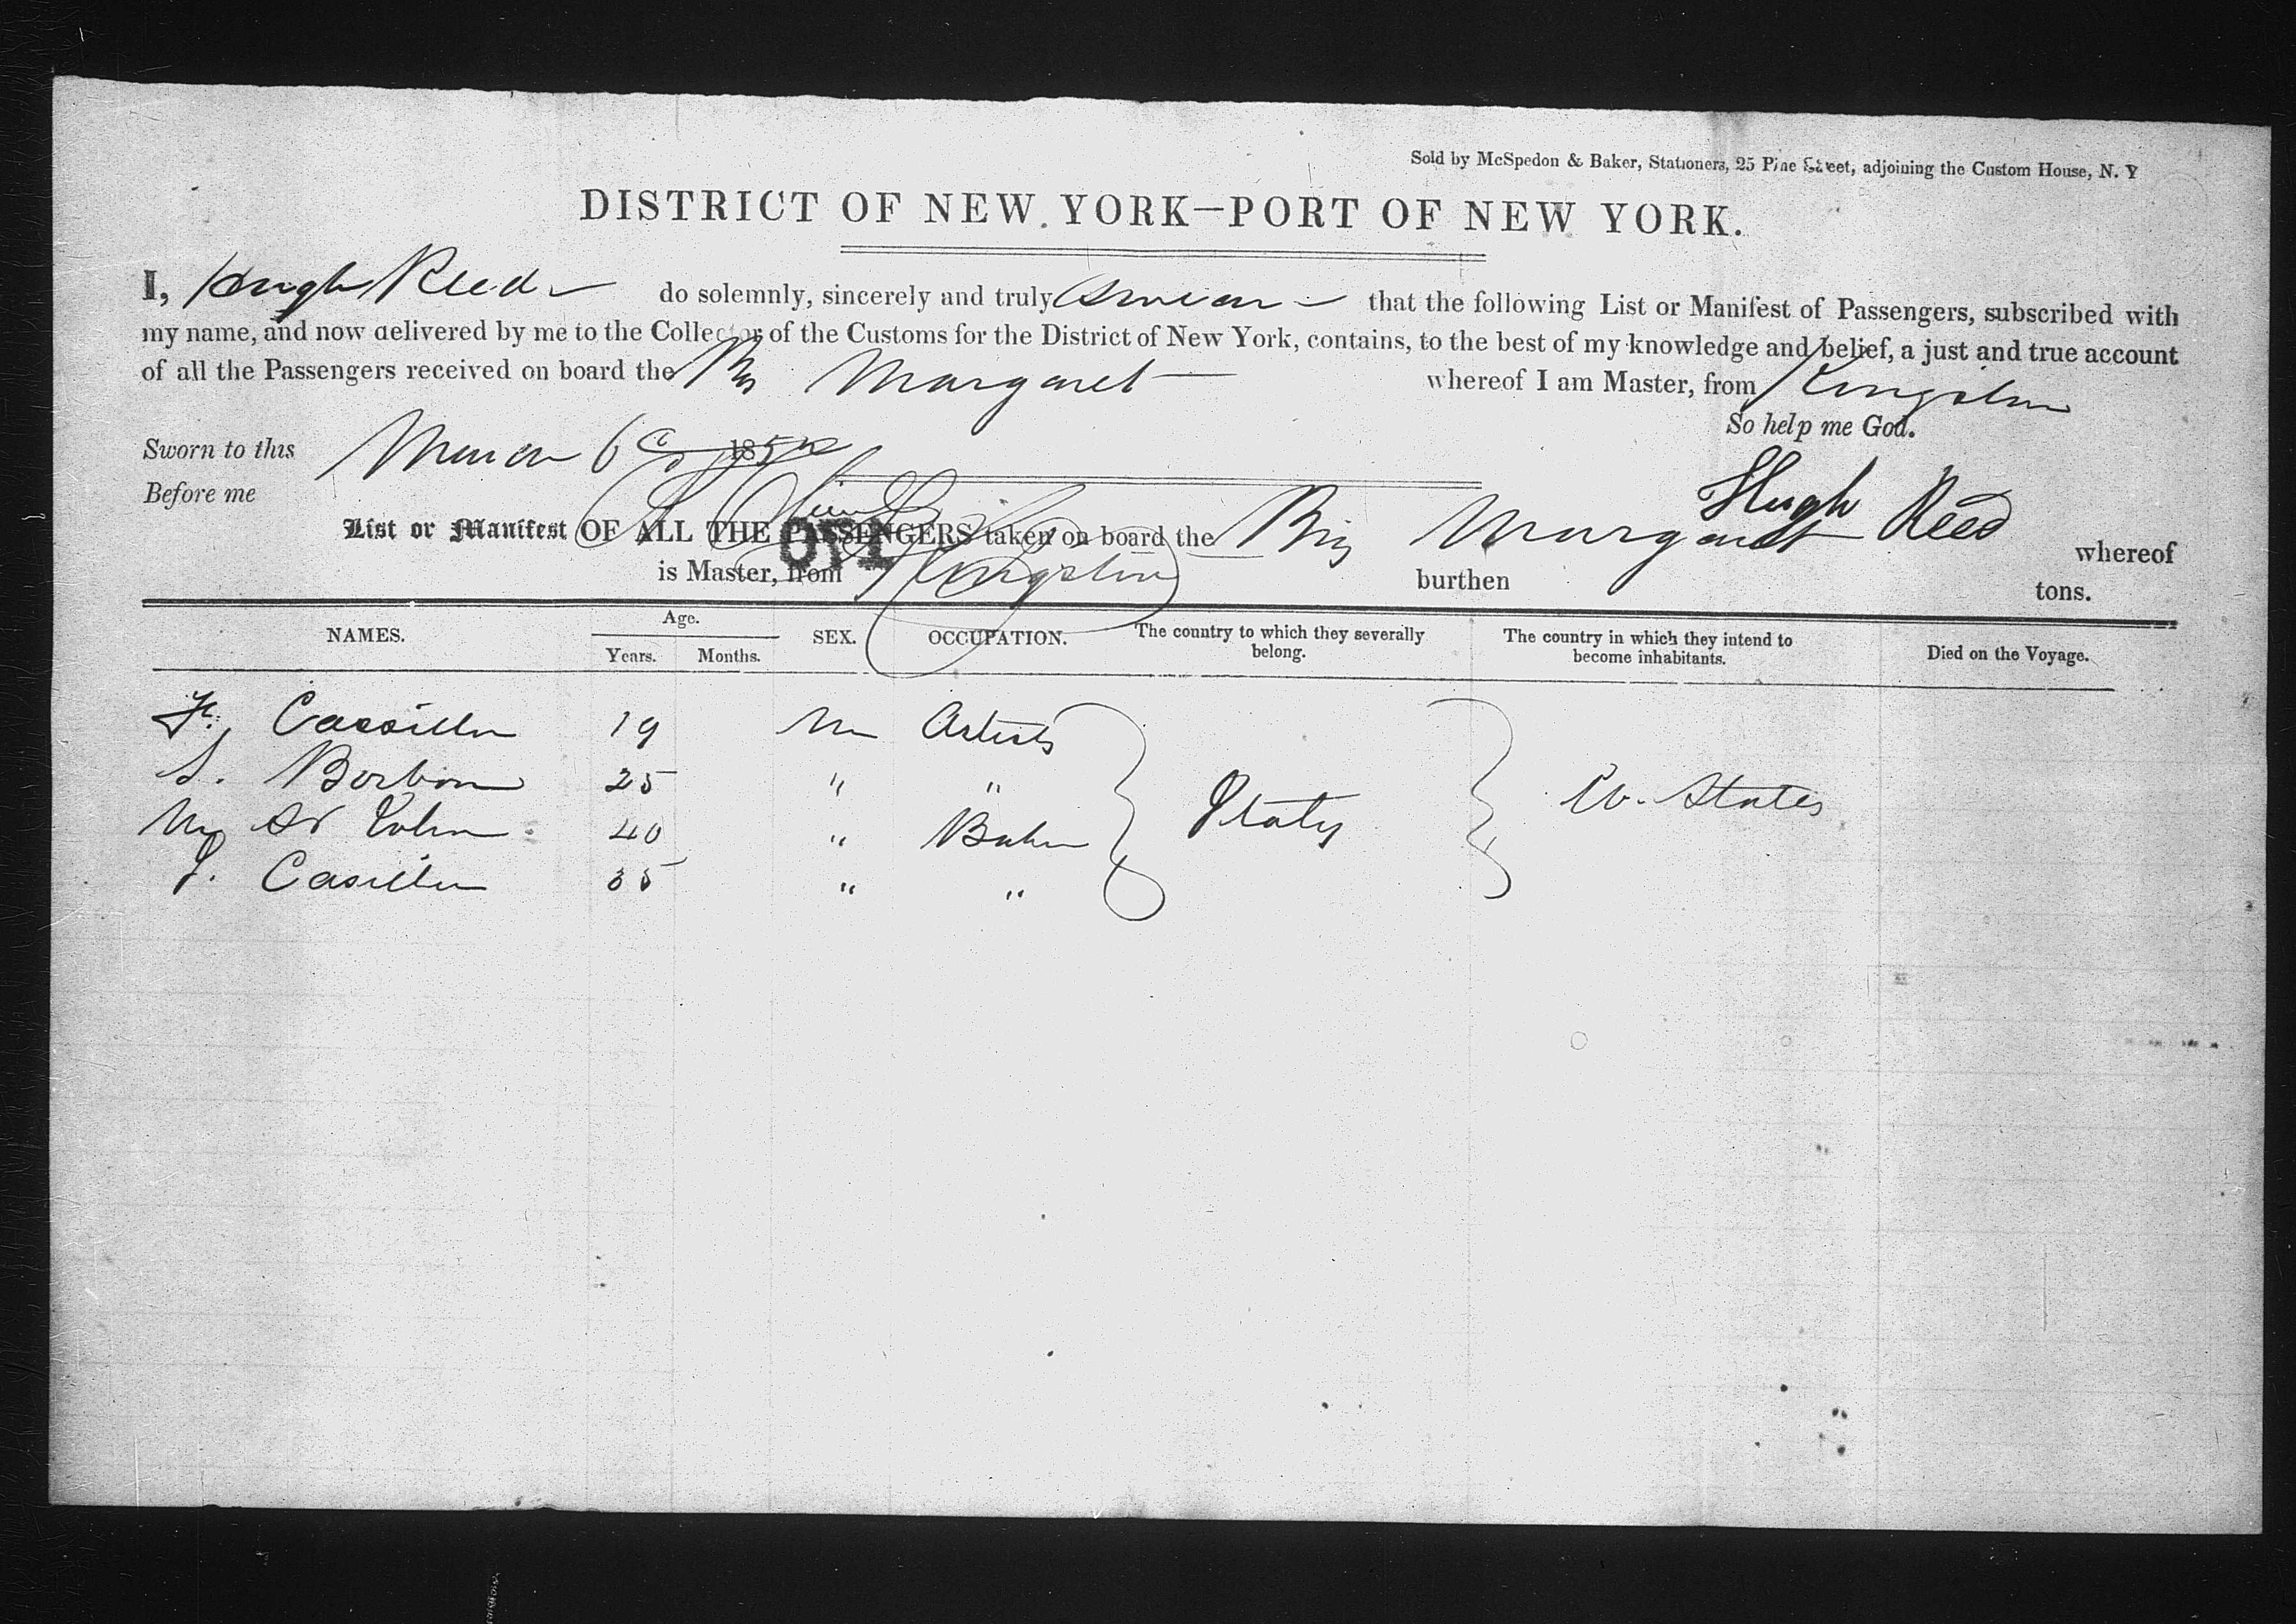 Sold by McSpedon & Baker, Stationers, 25 Pine Street, adjoining the Custom House, N. Y
DISTRICT OF NEW YORK—PORT OF NEW YORK.
I, Hugh Reed do solemnly, sincerely and truly Swear that the following List or Manifest of Passengers, subscribed with
my name, and now delivered by me to the Collector of the Customs for the District of New York, contains, to the best of my knowledge and belief, a just and true account
of all the Passengers received on board the Brig Margaret whereof I am Master, from Kingston
So help me God.
Sworn to this March 6 185
Before me
Hugh Reed
List or Manifest OF ALL THE PASSENGERS taken on board the Brig Margaret whereof
is Master, from Kingston burthen tons.
NAMES. Age. Years. Months. SEX. OCCUPATION. The country to which they severally belong. The country in which they intend to become inhabitants. Died on the Voyage.
F. 19 M Artists
S. Borbon 25 " "
40 "
J. 35 " "
Italy U. States